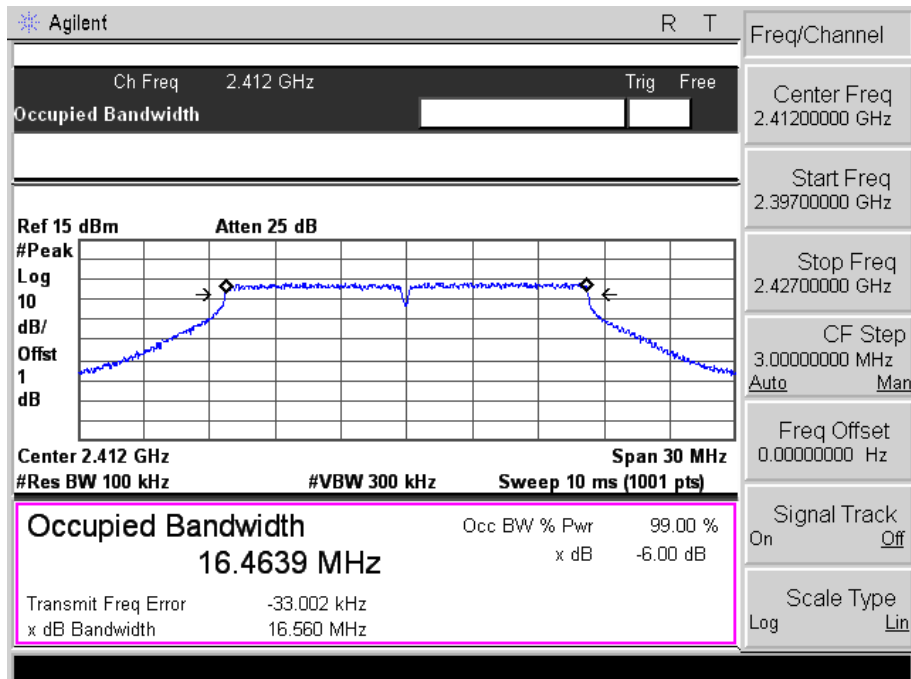 Agilent R T
Ch Freq 2.412 GHz Trig Free
Occupied Bandwidth
Ref 15 dBm Atten 25 dB
#Peak
Log
10
dB/
Offst
1
dB
Center 2.412 GHz Span 30 MHz
#Res BW 100 kHz #VBW 300 kHz Sweep 10 ms (1001 pts)
Occupied Bandwidth Occ BW % Pwr 99.00 %
16.4639 MHz x dB -6.00 dB
Transmit Freq Error -33.002 kHz
x dB Bandwidth 16.560 MHz
Freq/Channel
Center Freq
2.41200000 GHz
Start Freq
2.39700000 GHz
Stop Freq
2.42700000 GHz
CF Step
3.00000000 MHz
Auto Man
Freq Offset
0.00000000 Hz
Signal Track
On Off
Scale Type
Log Lin